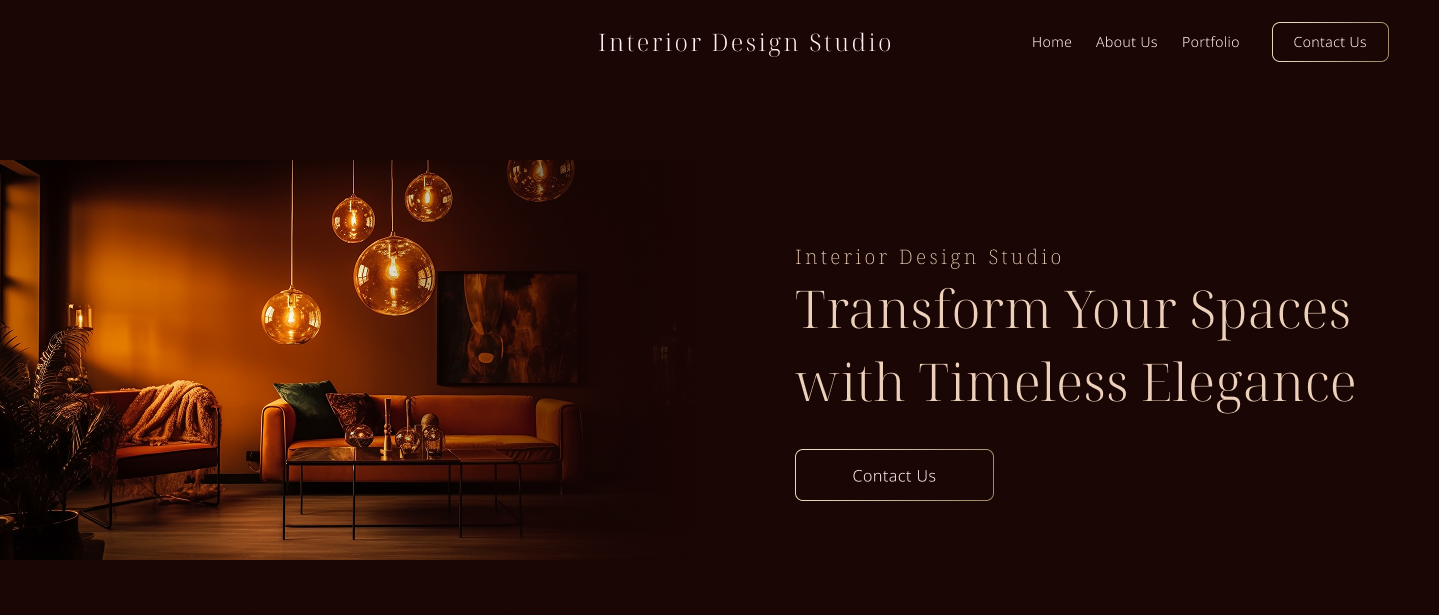 Interior Design Studio
Home
About Us
Portfolio
Contact Us
Interior Design Studio
Transform Your Spaces
with Timeless Elegance
Contact Us